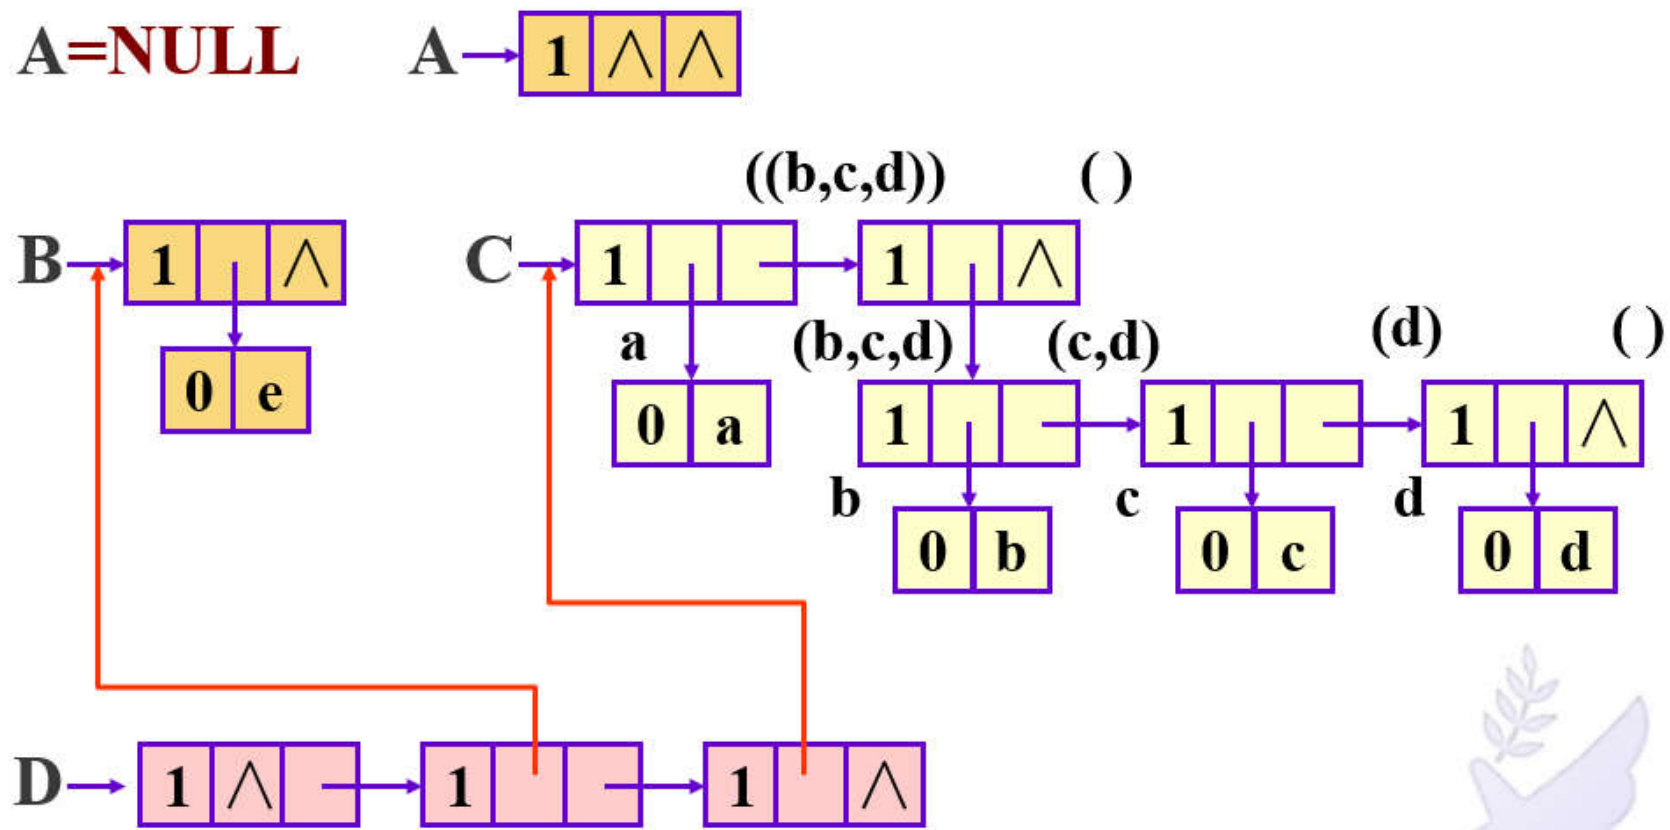 A=NULL A 1 ∧ ∧
((b,c,d)) ( )
B 1 ∧ C 1 1 ∧
a (b,c,d) (c,d) (d) ( )
0 e 0 a 1 1 1 ∧
b c d
0 b 0 c 0 d
D 1 ∧ 1 1 ∧